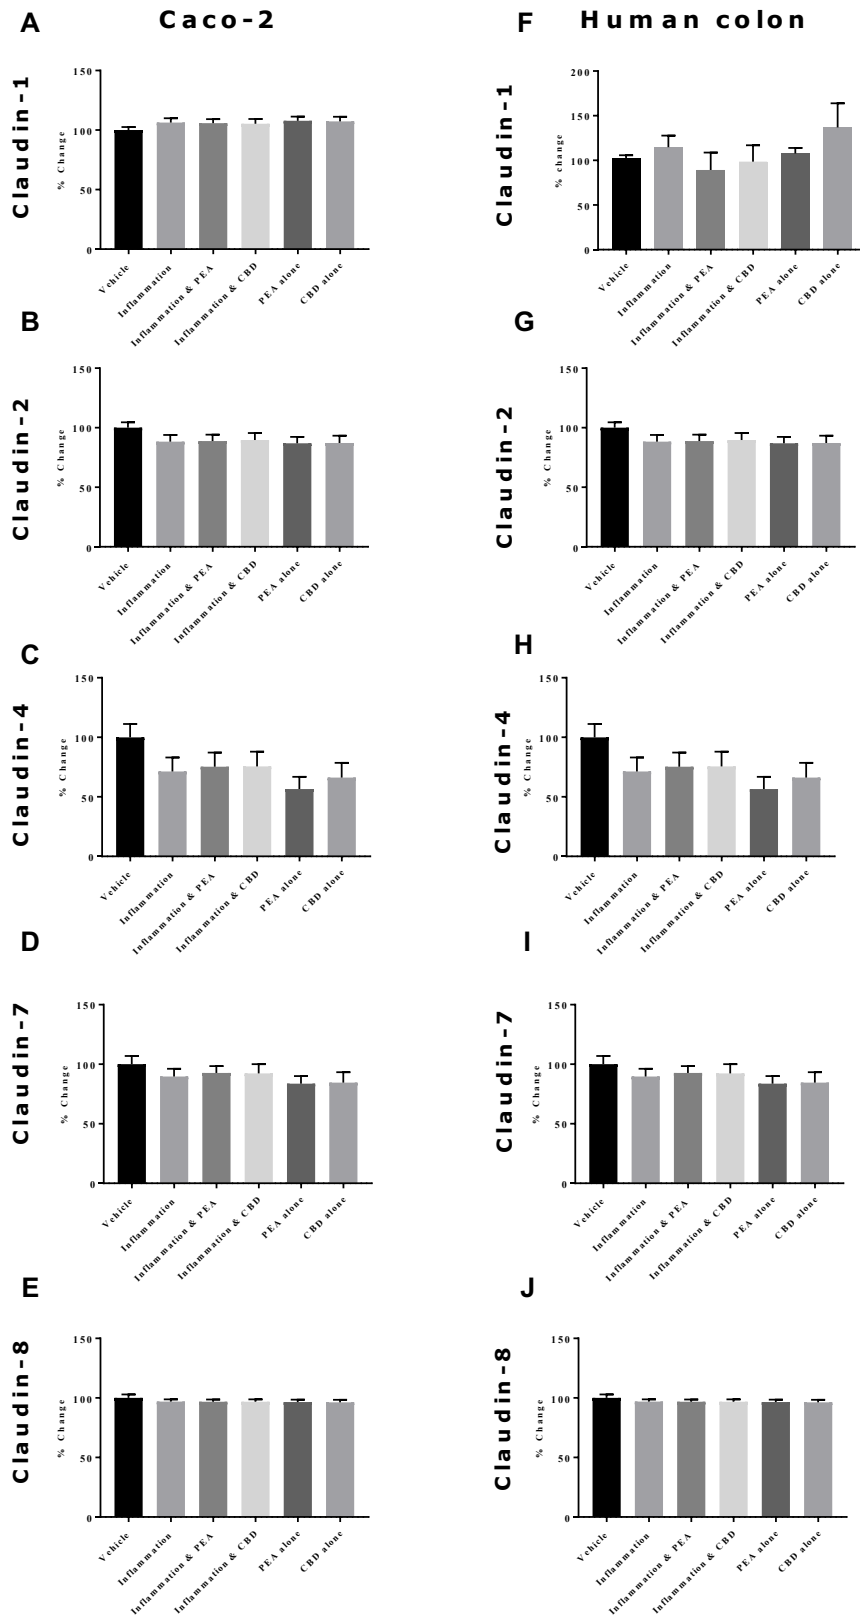 A
Caco-2
Claudin-1
% Change
150
100
50
0
Vehicle
Inflammation
Inflammation & PEA
Inflammation & CBD
PEA alone
CBD alone
F
Human colon
Claudin-1
% change
200
150
100
50
0
Vehicle
Inflammation
Inflammation & PEA
Inflammation & CBD
PEA alone
CBD alone
B
Claudin-2
% Change
150
100
50
0
Vehicle
Inflammation
Inflammation & PEA
Inflammation & CBD
PEA alone
CBD alone
G
Claudin-2
% Change
150
100
50
0
Vehicle
Inflammation
Inflammation & PEA
Inflammation & CBD
PEA alone
CBD alone
C
Claudin-4
% Change
150
100
50
0
Vehicle
Inflammation
Inflammation & PEA
Inflammation & CBD
PEA alone
CBD alone
H
Claudin-4
% Change
150
100
50
0
Vehicle
Inflammation
Inflammation & PEA
Inflammation & CBD
PEA alone
CBD alone
D
Claudin-7
% Change
150
100
50
0
Vehicle
Inflammation
Inflammation & PEA
Inflammation & CBD
PEA alone
CBD alone
I
Claudin-7
% Change
150
100
50
0
Vehicle
Inflammation
Inflammation & PEA
Inflammation & CBD
PEA alone
CBD alone
E
Claudin-8
% Change
150
100
50
0
Vehicle
Inflammation
Inflammation & PEA
Inflammation & CBD
PEA alone
CBD alone
J
Claudin-8
% Change
150
100
50
0
Vehicle
Inflammation
Inflammation & PEA
Inflammation & CBD
PEA alone
CBD alone